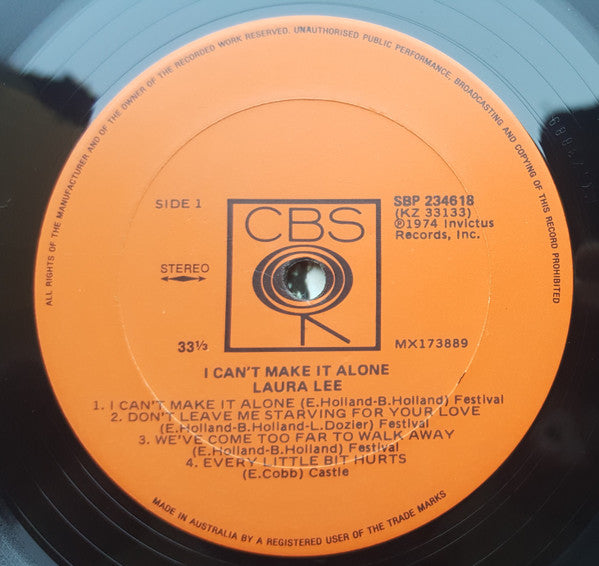 ALL RIGHTS OF THE MANUFACTURER AND OF THE OWNER OF THE RECORDED WORK RESERVED. UNAUTHORISED PUBLIC PERFORMANCE, BROADCASTING AND COPYING OF THIS RECORD PROHIBITED
SIDE 1
CBS
SBP 234618
(KZ 33133)
℗1974 Invictus
Records, Inc.
STEREO
33⅓
MX173889
I CAN'T MAKE IT ALONE
LAURA LEE
1. I CAN'T MAKE IT ALONE (E.Holland-B.Holland) Festival
2. DON'T LEAVE ME STARVING FOR YOUR LOVE
(E.Holland-B.Holland-L.Dozier) Festival
3. WE'VE COME TOO FAR TO WALK AWAY
(E.Holland-B.Holland) Festival
4. EVERY LITTLE BIT HURTS
(E.Cobb) Castle
MADE IN AUSTRALIA BY A REGISTERED USER OF THE TRADE MARKS